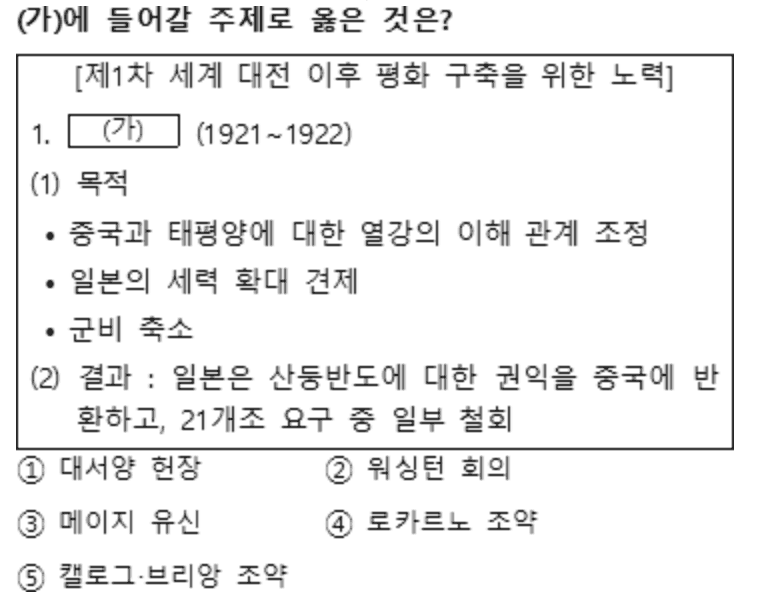 (가)에 들어갈 주제로 옳은 것은?
[제1차 세계 대전 이후 평화 구축을 위한 노력]
1. (가) (1921~1922)
(1) 목적
• 중국과 태평양에 대한 열강의 이해 관계 조정
• 일본의 세력 확대 견제
• 군비 축소
(2) 결과 : 일본은 산둥반도에 대한 권익을 중국에 반
환하고, 21개조 요구 중 일부 철회
① 대서양 헌장 ② 워싱턴 회의
③ 메이지 유신 ④ 로카르노 조약
⑤ 캘로그·브리앙 조약